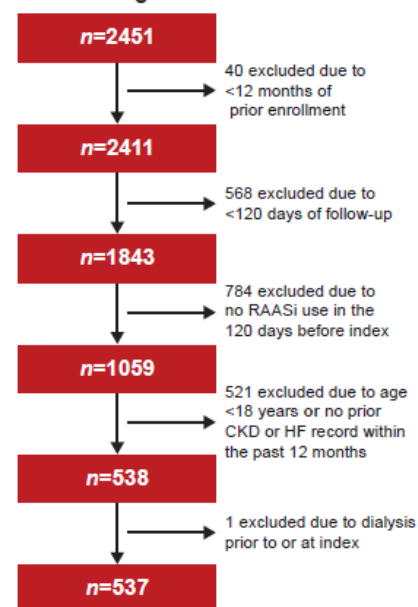 n=2451
40 excluded due to
<12 months of
prior enrollment
n=2411
568 excluded due to
<120 days of follow-up
n=1843
784 excluded due to
no RAASi use in the
120 days before index
n=1059
521 excluded due to age
<18 years or no prior
CKD or HF record within
the past 12 months
n=538
1 excluded due to dialysis
prior to or at index
n=537